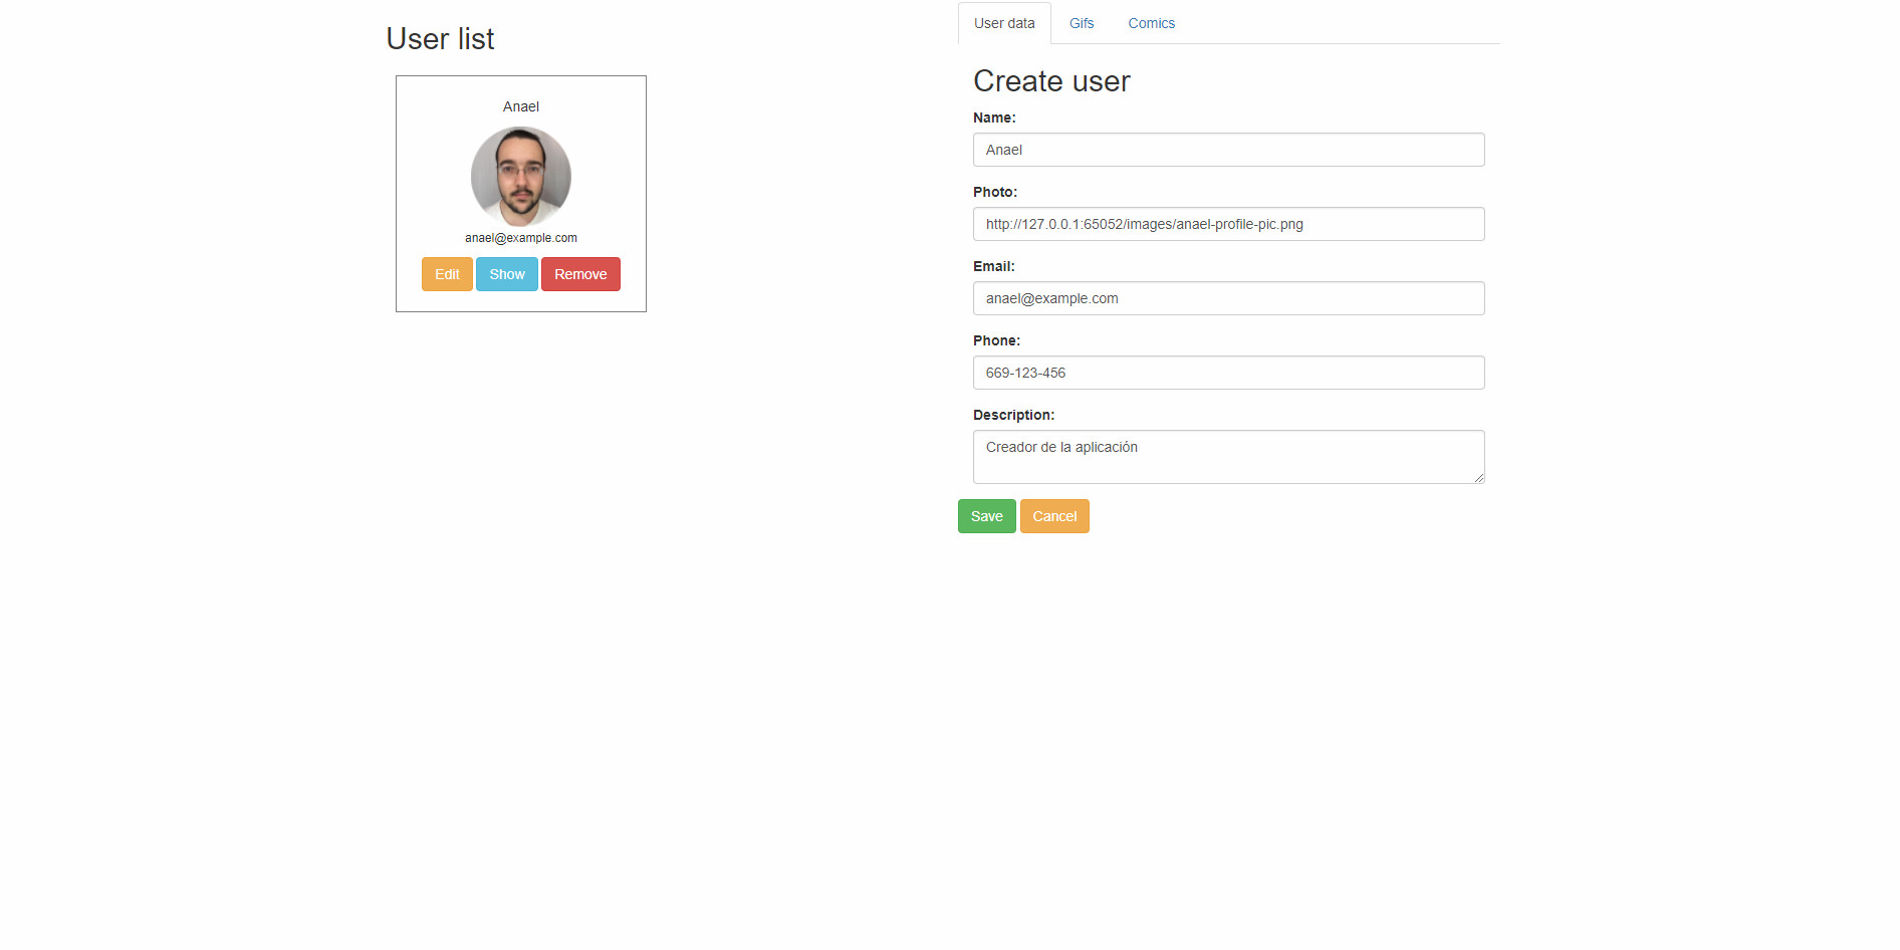 User list
Anael
anael@example.com
Edit Show Remove
User data Gifs Comics
Create user
Name:
Anael
Photo:
http://127.0.0.1:65052/images/anael-profile-pic.png
Email:
anael@example.com
Phone:
669-123-456
Description:
Creador de la aplicación
Save Cancel